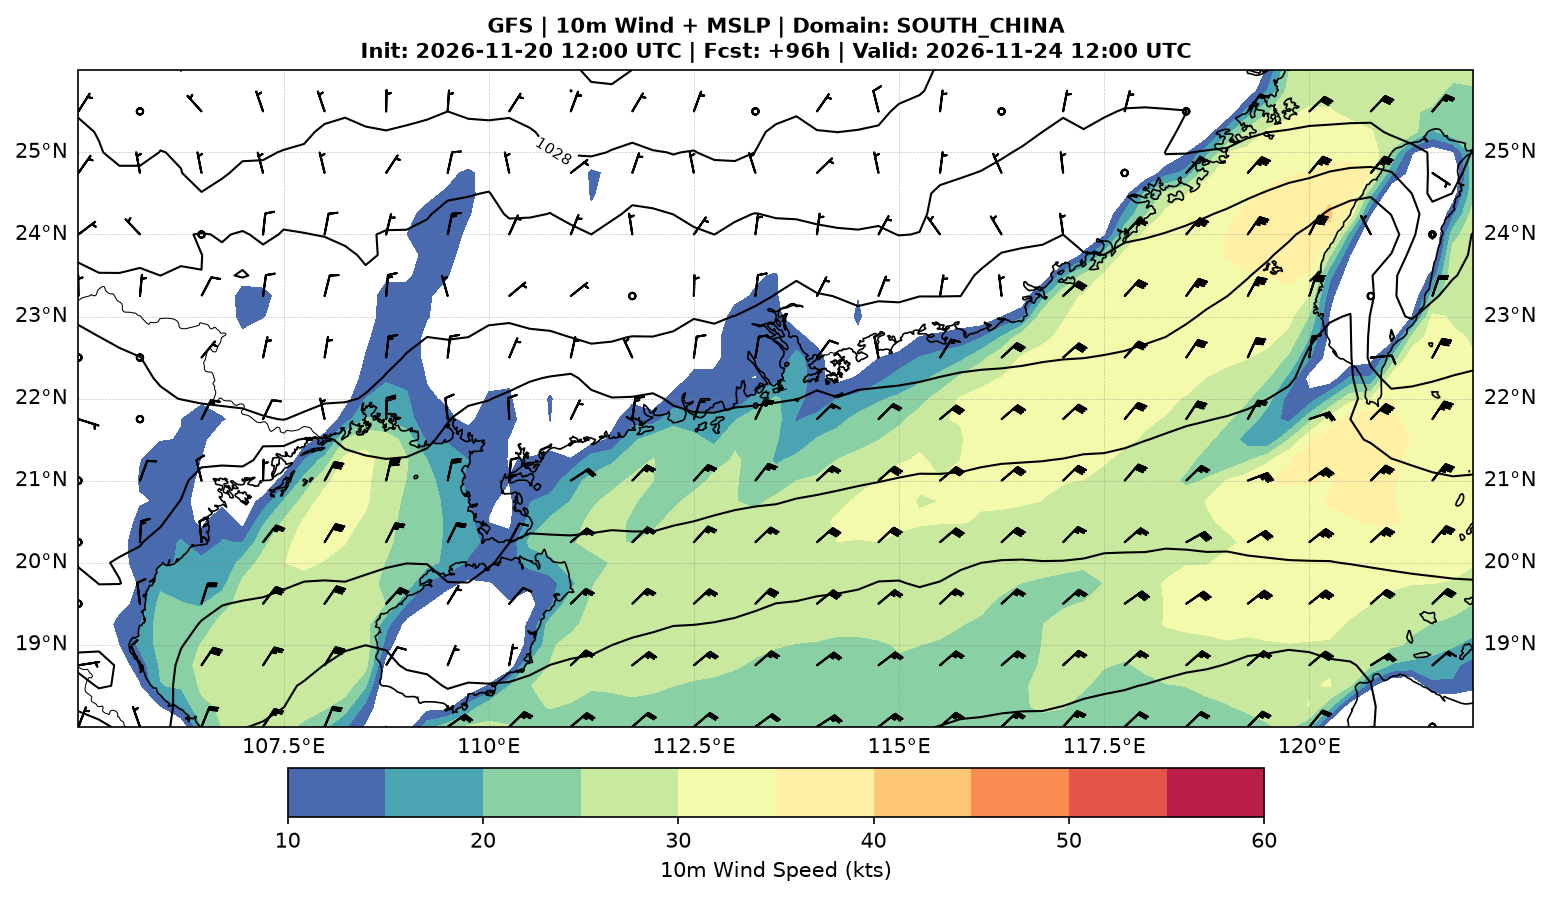 GFS | 10m Wind + MSLP | Domain: SOUTH_CHINA
Init: 2026-11-20 12:00 UTC | Fcst: +96h | Valid: 2026-11-24 12:00 UTC
1028
25°N 25°N
24°N 24°N
23°N 23°N
22°N 22°N
21°N 21°N
20°N 20°N
19°N 19°N
107.5°E 110°E 112.5°E 115°E 117.5°E 120°E
10 20 30 40 50 60
10m Wind Speed (kts)